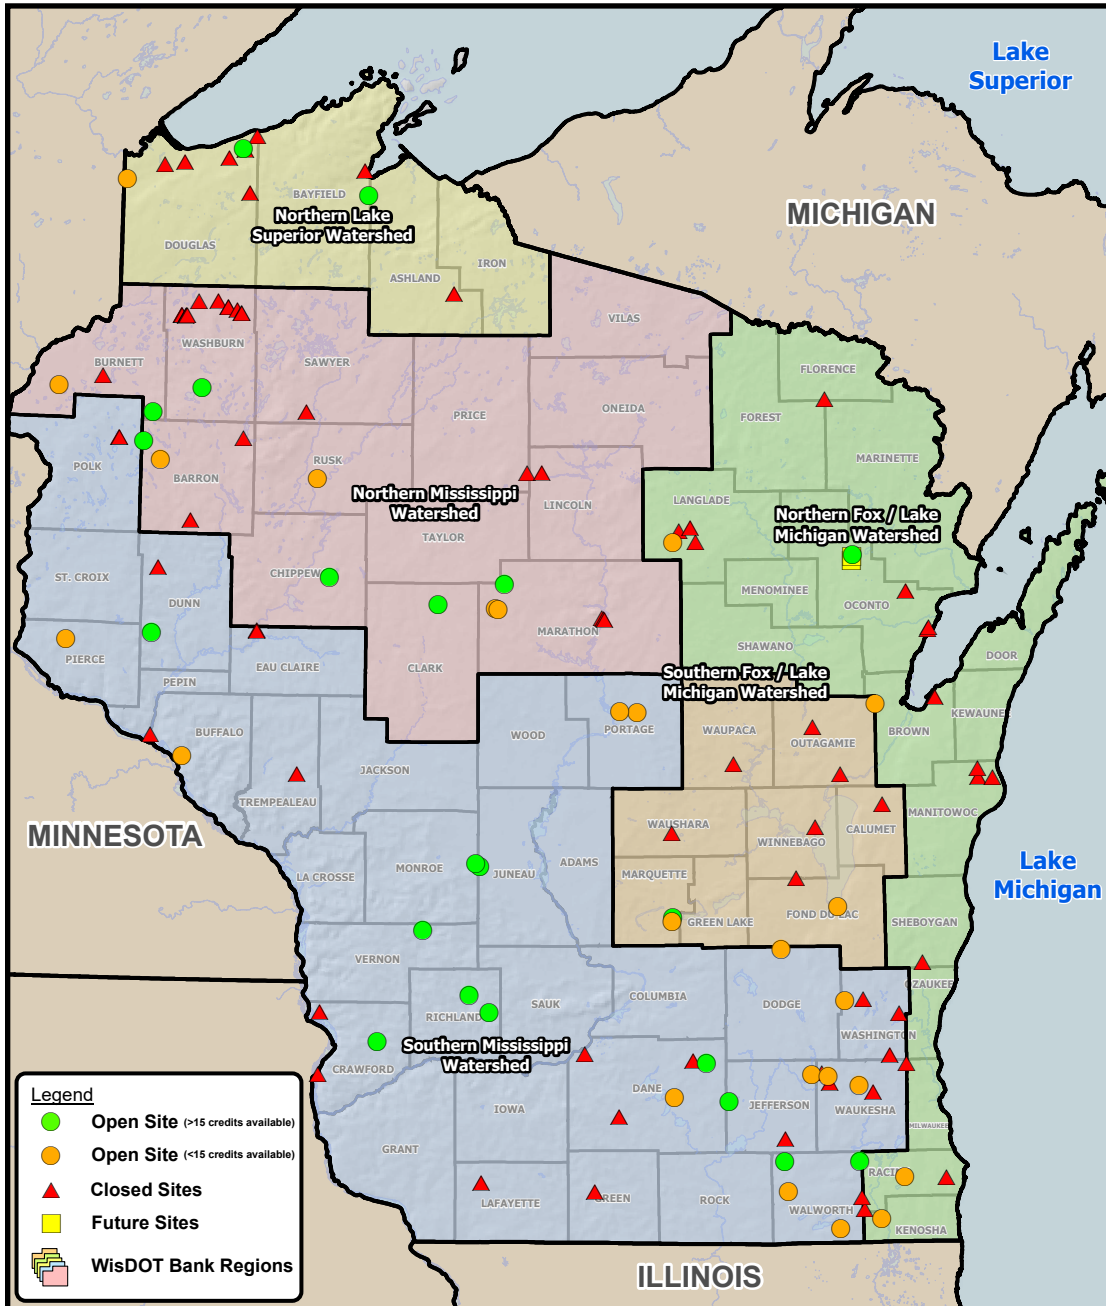 Lake
Superior
MICHIGAN
BAYFIELD
Northern Lake
Superior Watershed
DOUGLAS
IRON
ASHLAND
VILAS
WASHBURN
BURNETT
SAWYER
FLORENCE
ONEIDA
PRICE
FOREST
MARINETTE
POLK
RUSK
BARRON
Northern Mississippi
Watershed
LANGLADE
LINCOLN
Northern Fox / Lake
Michigan Watershed
TAYLOR
ST. CROIX
CHIPPEW
DUNN
MENOMINEE
OCONTO
MARATHON
SHAWANO
DOOR
PIERCE
EAU CLAIRE
CLARK
Southern Fox / Lake
Michigan Watershed
PEPIN
KEWAUNE
BUFFALO
WOOD
PORTAGE
WAUPACA
OUTAGAMIE
BROWN
JACKSON
TREMPEALEAU
MANITOWOC
MINNESOTA
WAUSHARA
CALUMET
WINNEBAGO
ADAMS
MONROE
JUNEAU
LA CROSSE
MARQUETTE
Lake
Michigan
GREEN LAKE
FOND DU LAC
SHEBOYGAN
VERNON
OZAUKEE
COLUMBIA
DODGE
SAUK
RICHLAND
WASHINGTON
Southern Mississippi
Watershed
CRAWFORD
DANE
JEFFERSON
IOWA
WAUKESHA
MILWAUKEE
GRANT
RACIN
LAFAYETTE
GREEN
ROCK
WALWORTH
KENOSHA
ILLINOIS
Legend
Open Site (>15 credits available)
Open Site (<15 credits available)
Closed Sites
Future Sites
WisDOT Bank Regions